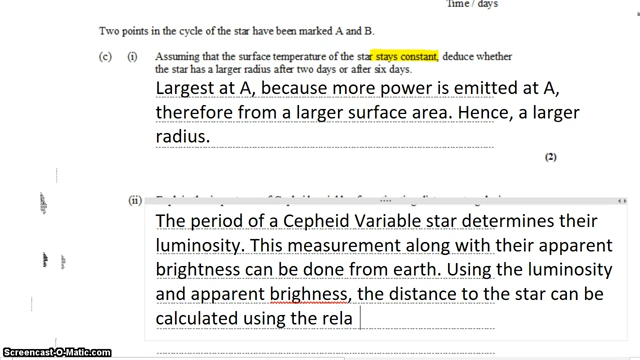 Time / days
Two points in the cycle of the star have been marked A and B.
(c) (i) Assuming that the surface temperature of the star stays constant, deduce whether
the star has a larger radius after two days or after six days.
Largest at A, because more power is emitted at A,
therefore from a larger surface area. Hence, a larger
radius.
(2)
(ii)
The period of a Cepheid Variable star determines their
luminosity. This measurement along with their apparent
brightness can be done from earth. Using the luminosity
and apparent brighness, the distance to the star can be
calculated using the rela
Screencast-O-Matic.com